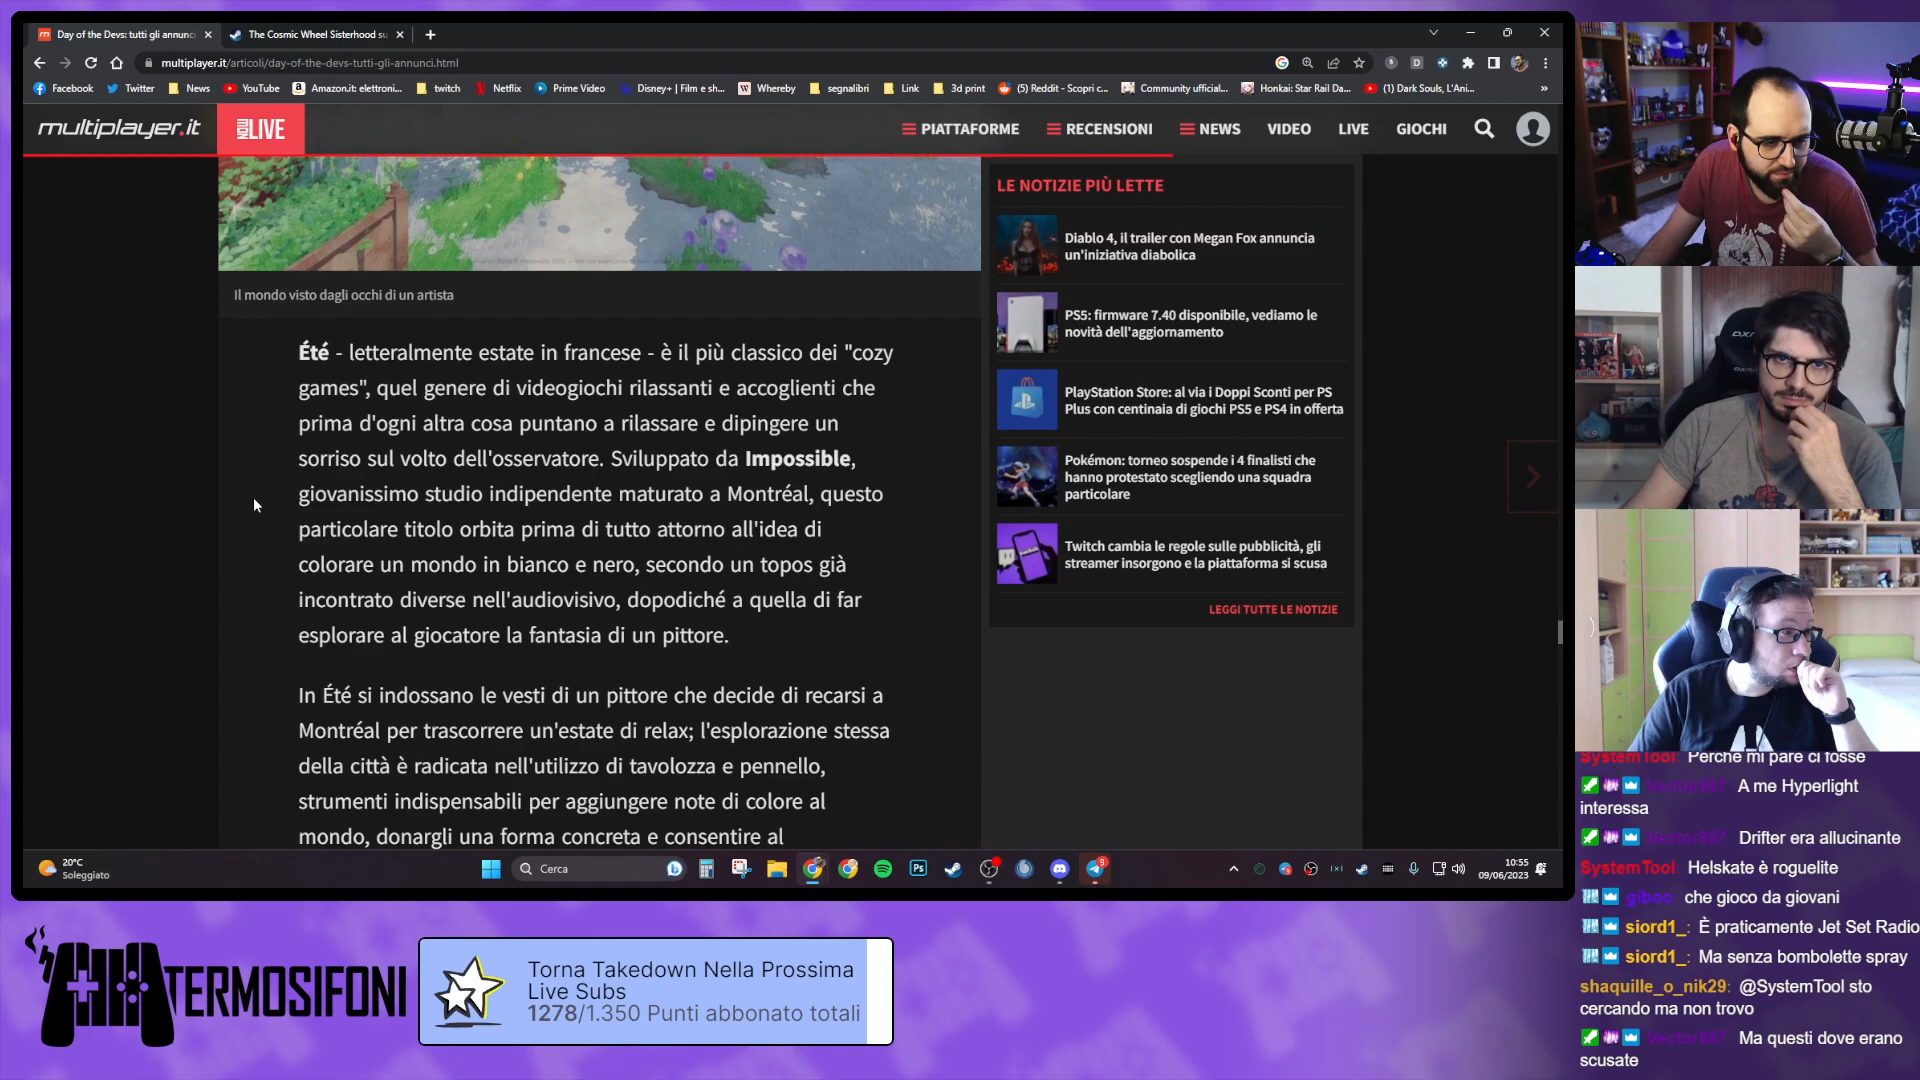 Day of the Devs: tutti gli annunci
The Cosmic Wheel Sisterhood su
multiplayer.it/articoli/day-of-the-devs-tutti-gli-annunci.html
Facebook
Twitter
News
YouTube
Amazon.it: elettroni...
twitch
Netflix
Prime Video
Disney+ | Film e sh...
Whereby
segnalibri
Link
3d print
(5) Reddit - Scopri c...
Community ufficial...
Honkai: Star Rail Da...
(1) Dark Souls, L'Ani...
multiplayer.it
NOW LIVE
PIATTAFORME
RECENSIONI
NEWS
VIDEO
LIVE
GIOCHI
Il mondo visto dagli occhi di un artista
Été - letteralmente estate in francese - è il più classico dei "cozy
games", quel genere di videogiochi rilassanti e accoglienti che
prima d'ogni altra cosa puntano a rilassare e dipingere un
sorriso sul volto dell'osservatore. Sviluppato da Impossible,
giovanissimo studio indipendente maturato a Montréal, questo
particolare titolo orbita prima di tutto attorno all'idea di
colorare un mondo in bianco e nero, secondo un topos già
incontrato diverse nell'audiovisivo, dopodiché a quella di far
esplorare al giocatore la fantasia di un pittore.
In Été si indossano le vesti di un pittore che decide di recarsi a
Montréal per trascorrere un'estate di relax; l'esplorazione stessa
della città è radicata nell'utilizzo di tavolozza e pennello,
strumenti indispensabili per aggiungere note di colore al
mondo, donargli una forma concreta e consentire al
LE NOTIZIE PIÙ LETTE
Diablo 4, il trailer con Megan Fox annuncia
un'iniziativa diabolica
PS5: firmware 7.40 disponibile, vediamo le
novità dell'aggiornamento
PlayStation Store: al via i Doppi Sconti per PS
Plus con centinaia di giochi PS5 e PS4 in offerta
Pokémon: torneo sospende i 4 finalisti che
hanno protestato scegliendo una squadra
particolare
Twitch cambia le regole sulle pubblicità, gli
streamer insorgono e la piattaforma si scusa
LEGGI TUTTE LE NOTIZIE
20°C
Soleggiato
Cerca
Ps
9
10:55
09/06/2023
SystemTool: Perché mi pare ci fosse
Vector897: A me Hyperlight
interessa
Vector897: Drifter era allucinante
SystemTool: Helskate è roguelite
giboo: che gioco da giovani
siord1_: È praticamente Jet Set Radio
siord1_: Ma senza bombolette spray
shaquille_o_nik29: @SystemTool sto
cercando ma non trovo
Vector897: Ma questi dove erano
scusate
TERMOSIFONI
Torna Takedown Nella Prossima
Live Subs
1278/1.350 Punti abbonato totali